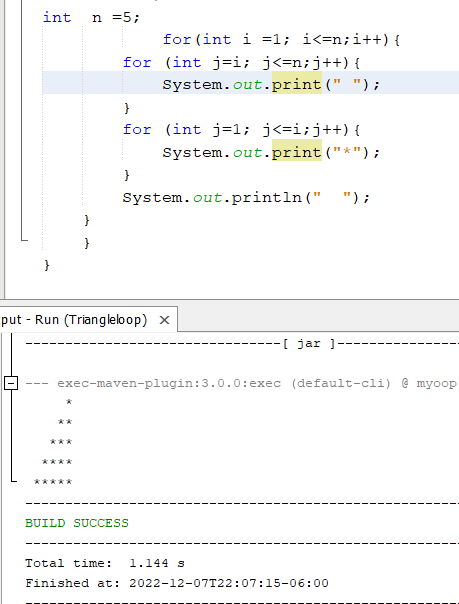 int  n =5;
for(int i =1; i<=n;i++){
for (int j=i; j<=n;j++){
System.out.print(" ");
}
for (int j=1; j<=i;j++){
System.out.print("*");
}
System.out.println("  ");
}
}
}
put - Run (Triangleloop) ×
--------------------------------[ jar ]---------------
--- exec-maven-plugin:3.0.0:exec (default-cli) @ myoop
     *
    **
   ***
  ****
 *****
------------------------------------------------------
BUILD SUCCESS
------------------------------------------------------
Total time:  1.144 s
Finished at: 2022-12-07T22:07:15-06:00
------------------------------------------------------